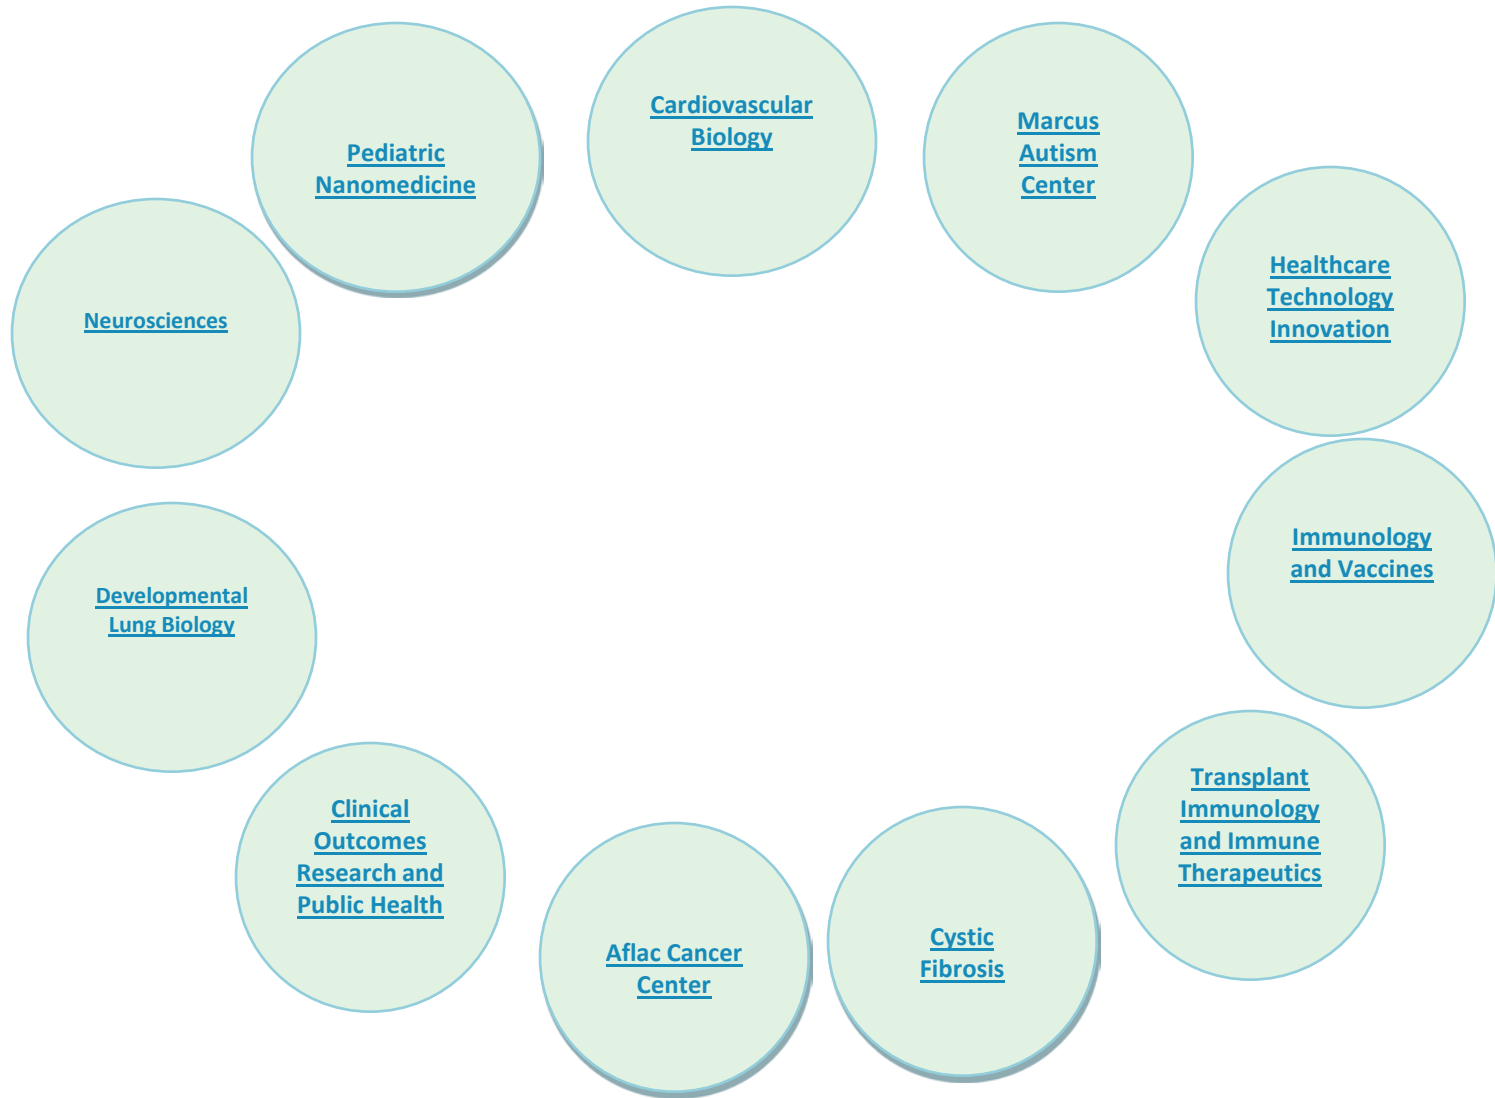 Cardiovascular
Biology
Marcus
Autism
Center
Pediatric
Nanomedicine
Healthcare
Technology
Innovation
Neurosciences
Immunology
and Vaccines
Developmental
Lung Biology
Transplant
Immunology
and Immune
Therapeutics
Clinical
Outcomes
Research and
Public Health
Cystic
Fibrosis
Aflac Cancer
Center